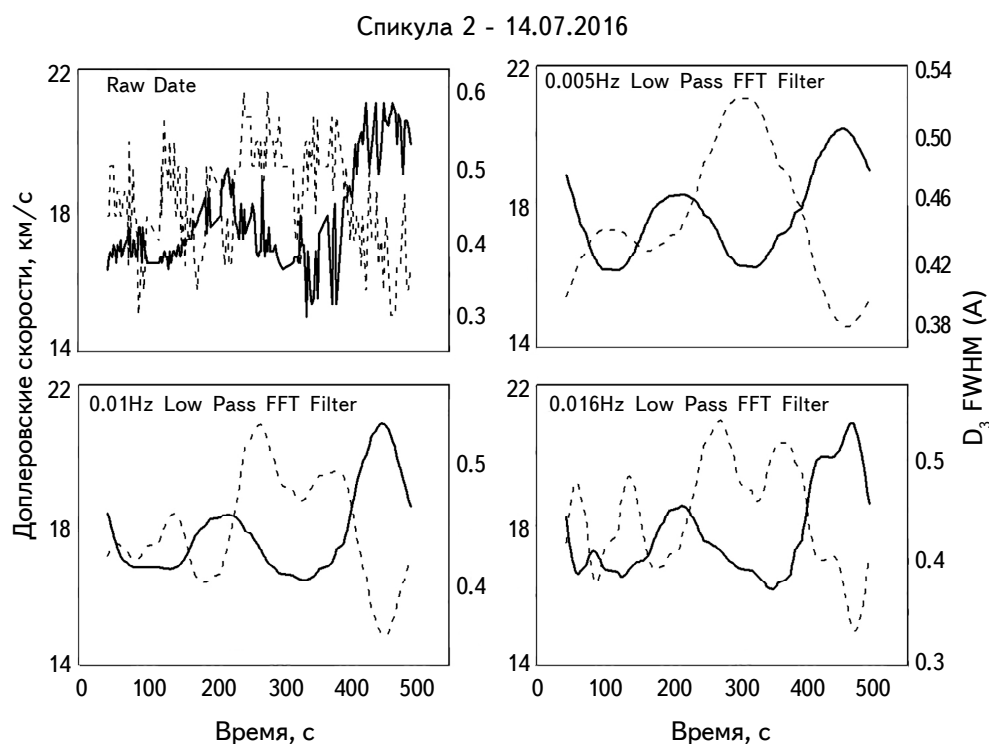 Спикула 2 - 14.07.2016
Raw Date
22
18
14
0.6
0.5
0.4
0.3
0.005Hz Low Pass FFT Filter
22
18
14
0.54
0.50
0.46
0.42
0.38
0.01Hz Low Pass FFT Filter
22
18
14
0.5
0.4
0 100 200 300 400 500
0.016Hz Low Pass FFT Filter
22
18
14
0.5
0.4
0.3
0 100 200 300 400 500
Доплеровские скорости, км/с
D3 FWHM (A)
Время, с
Время, с